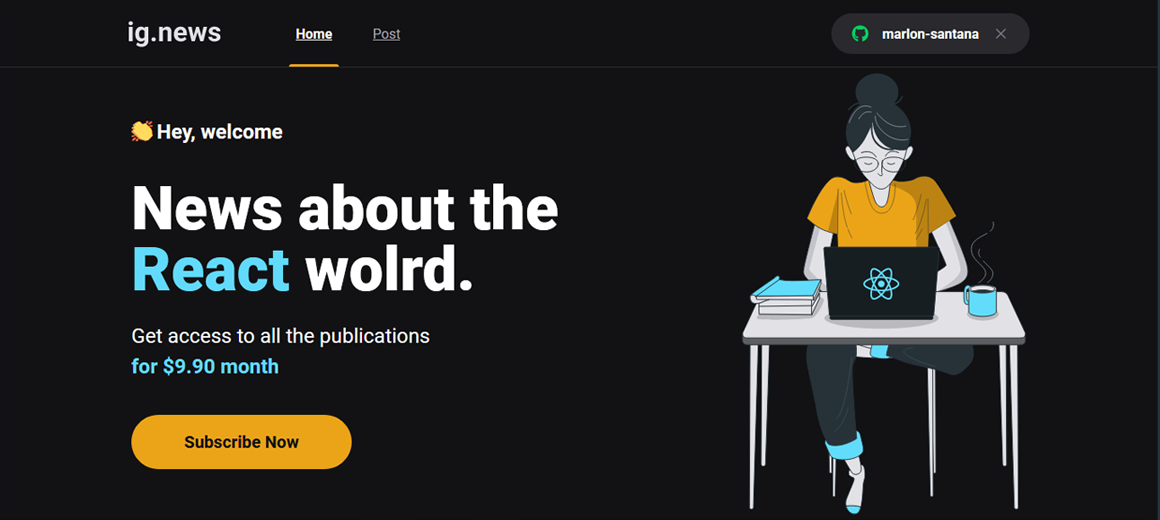 ig.news
Home
Post
marlon-santana
👏 Hey, welcome
News about the
React wolrd.
Get access to all the publications
for $9.90 month
Subscribe Now